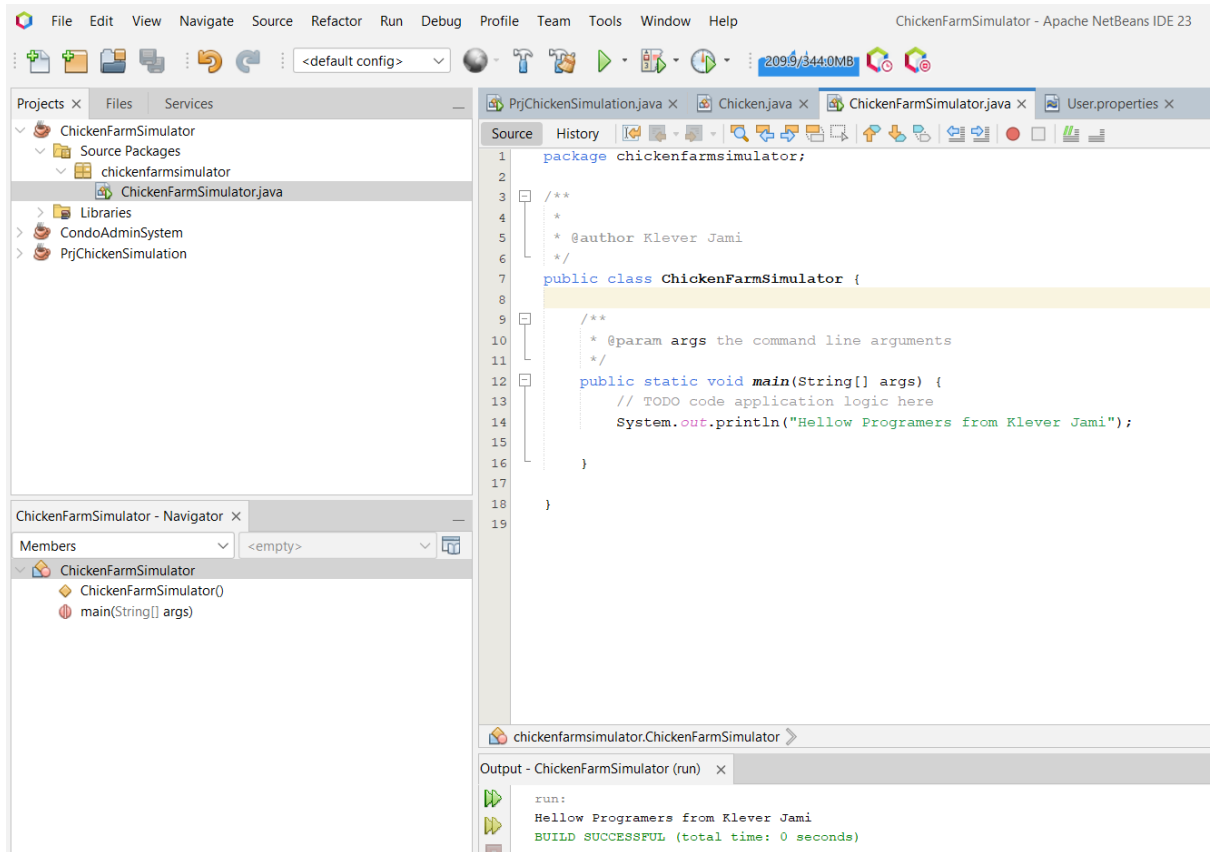 File Edit View Navigate Source Refactor Run Debug Profile Team Tools Window Help ChickenFarmSimulator - Apache NetBeans IDE 23
<default config> 209.9/344.0MB
Projects Files Services
ChickenFarmSimulator
Source Packages
chickenfarmsimulator
ChickenFarmSimulator.java
Libraries
CondoAdminSystem
PrjChickenSimulation
ChickenFarmSimulator - Navigator
Members <empty>
ChickenFarmSimulator
ChickenFarmSimulator()
main(String[] args)
PrjChickenSimulation.java Chicken.java ChickenFarmSimulator.java User.properties
Source History
1 package chickenfarmsimulator;
2
3 /**
4 *
5 * @author Klever Jami
6 */
7 public class ChickenFarmSimulator {
8
9 /**
10 * @param args the command line arguments
11 */
12 public static void main(String[] args) {
13 // TODO code application logic here
14 System.out.println("Hellow Programers from Klever Jami");
15
16 }
17
18 }
19
chickenfarmsimulator.ChickenFarmSimulator
Output - ChickenFarmSimulator (run)
run:
Hellow Programers from Klever Jami
BUILD SUCCESSFUL (total time: 0 seconds)